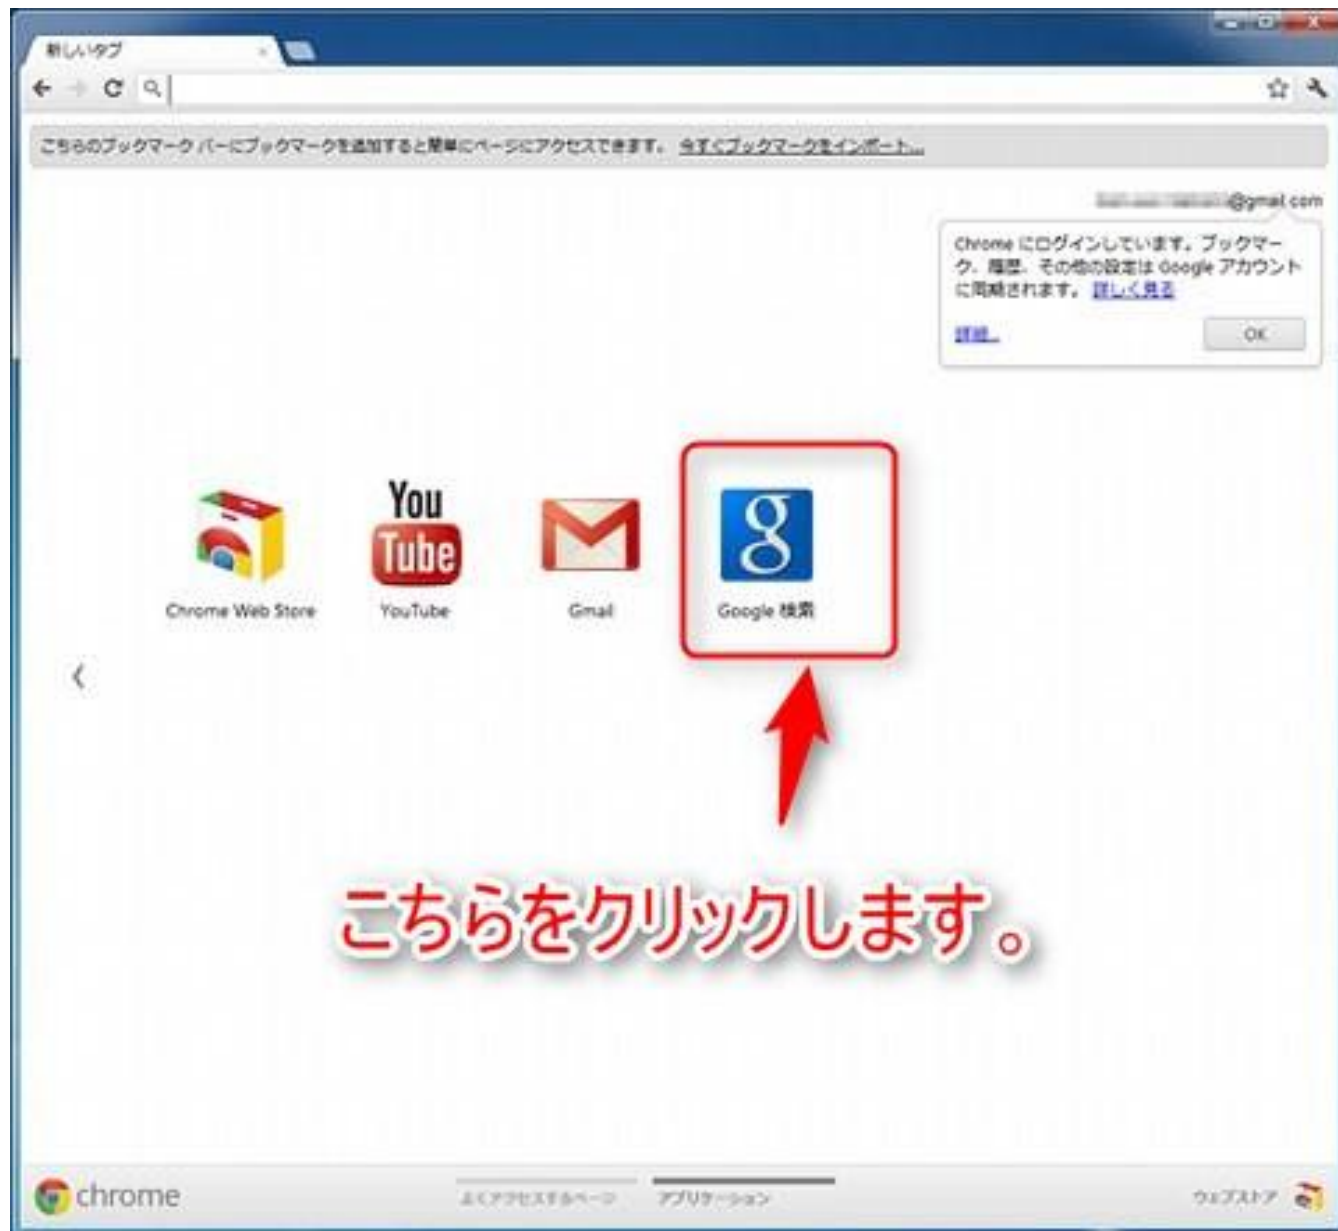 新しいタブ
こちらのブックマーク バーにブックマークを追加すると簡単にページにアクセスできます。 今すぐブックマークをインポート...
@gmail.com
Chrome にログインしています。ブックマー
ク、履歴、その他の設定は Google アカウント
に同期されます。 詳しく見る
詳細... OK
You
Tube
g
Chrome Web Store YouTube Gmail Google 検索
こちらをクリックします。
chrome よくアクセスするページ アプリケーション ウェブストア